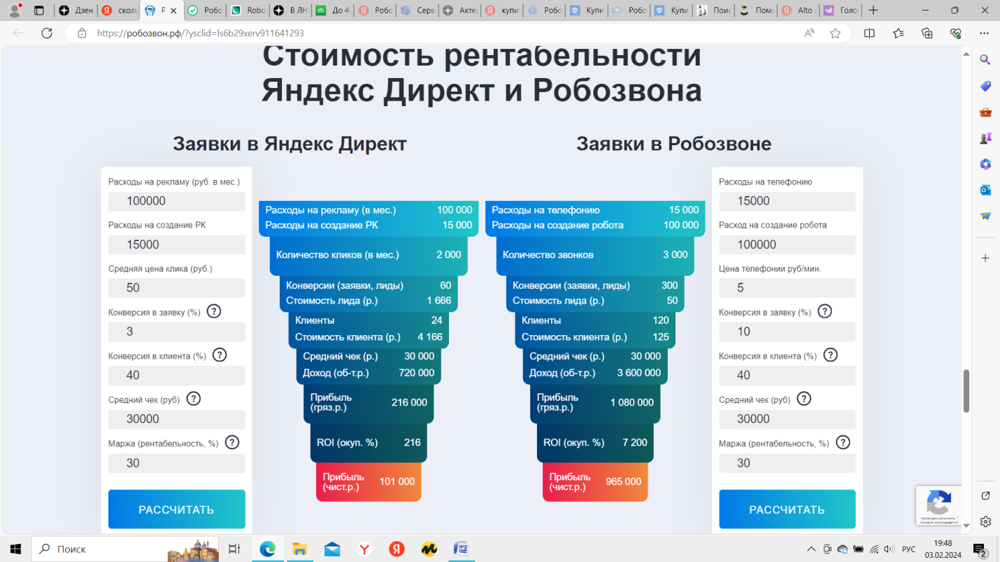 Дзен
скол
Р
Робо
Robo
В ЛН
До 4
Робо
Серв
Актер
купи
Робо
Купи
Робо
Купи
Поис
Помо
Alto
Голо
https://робозвон.рф/?ysclid=ls6b29xerv911641293
Стоимость рентабельности
Яндекс Директ и Робозвона
Заявки в Яндекс Директ
Расходы на рекламу (руб. в мес.)
100000
Расходы на создание РК
15000
Средняя цена клика (руб.)
50
Конверсия в заявку (%) ?
3
Конверсия в клиента (%) ?
40
Средний чек (руб) ?
30000
Маржа (рентабельность, %) ?
30
РАССЧИТАТЬ
Расходы на рекламу (в мес.) 100 000
Расходы на создание РК 15 000
Количество кликов (в мес.) 2 000
Конверсии (заявки, лиды) 60
Стоимость лида (р.) 1 666
Клиенты 24
Стоимость клиента (р.) 4 166
Средний чек (р.) 30 000
Доход (об-т.р.) 720 000
Прибыль
(гряз.р.) 216 000
ROI (окуп. %) 216
Прибыль
(чист.р.) 101 000
Заявки в Робозвоне
Расходы на телефонию 15 000
Расходы на создание робота 100 000
Количество звонков 3 000
Конверсии (заявки, лиды) 300
Стоимость лида (р.) 50
Клиенты 120
Стоимость клиента (р.) 125
Средний чек (р.) 30 000
Доход (об-т.р.) 3 600 000
Прибыль
(гряз.р.) 1 080 000
ROI (окуп. %) 7 200
Прибыль
(чист.р.) 965 000
Расходы на телефонию
15000
Расход на создание робота
100000
Цена телефонии руб/мин.
5
Конверсия в заявку (%) ?
10
Конверсия в клиента (%) ?
40
Средний чек (руб) ?
30000
Маржа (рентабельность, %) ?
30
РАССЧИТАТЬ
Конфиденциальность -
Условия использования
Поиск
РУС
19:48
03.02.2024
2